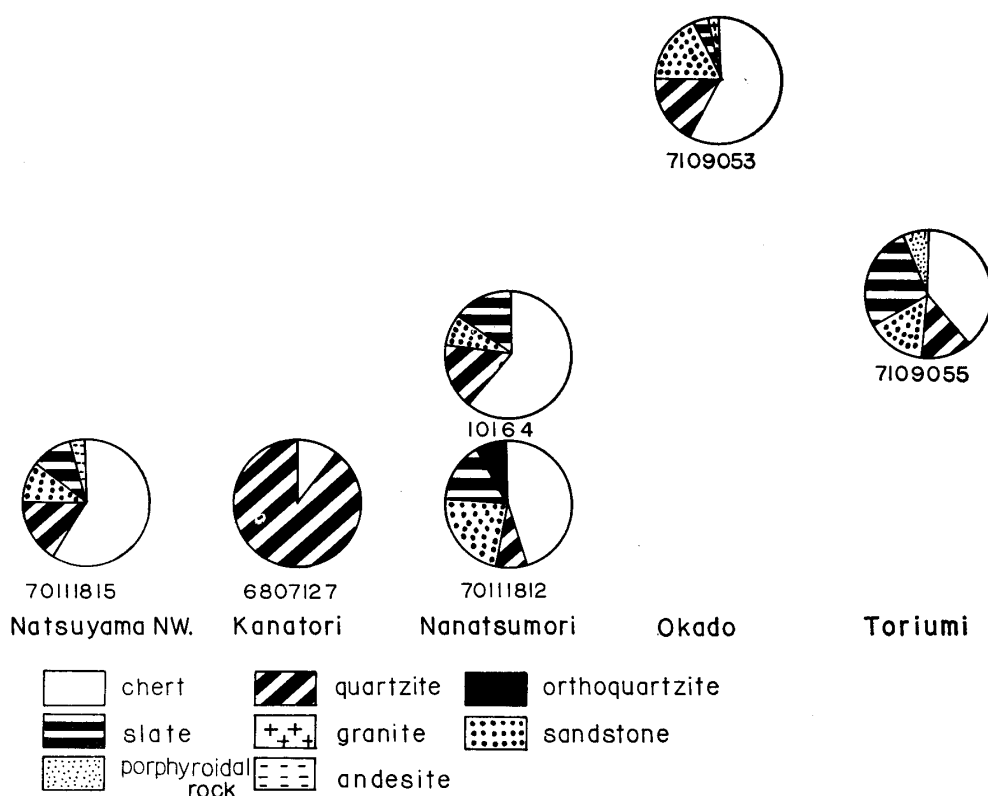 7109053
7109055
10164
70111815 6807127 70111812
Natsuyama NW. Kanatori Nanatsumori Okado Toriumi
chert quartzite orthoquartzite
slate granite sandstone
porphyroidal rock andesite